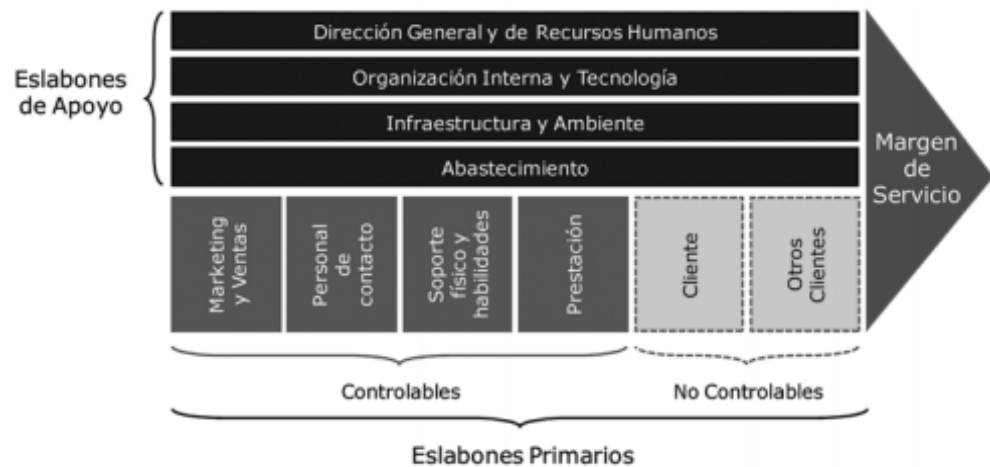 Dirección General y de Recursos Humanos
Organización Interna y Tecnología
Infraestructura y Ambiente
Abastecimiento
Eslabones
de Apoyo
Margen
de
Servicio
Marketing
y Ventas
Personal
de
contacto
Soporte
físico y
habilidades
Prestación
Cliente
Otros
Clientes
Controlables
No Controlables
Eslabones Primarios